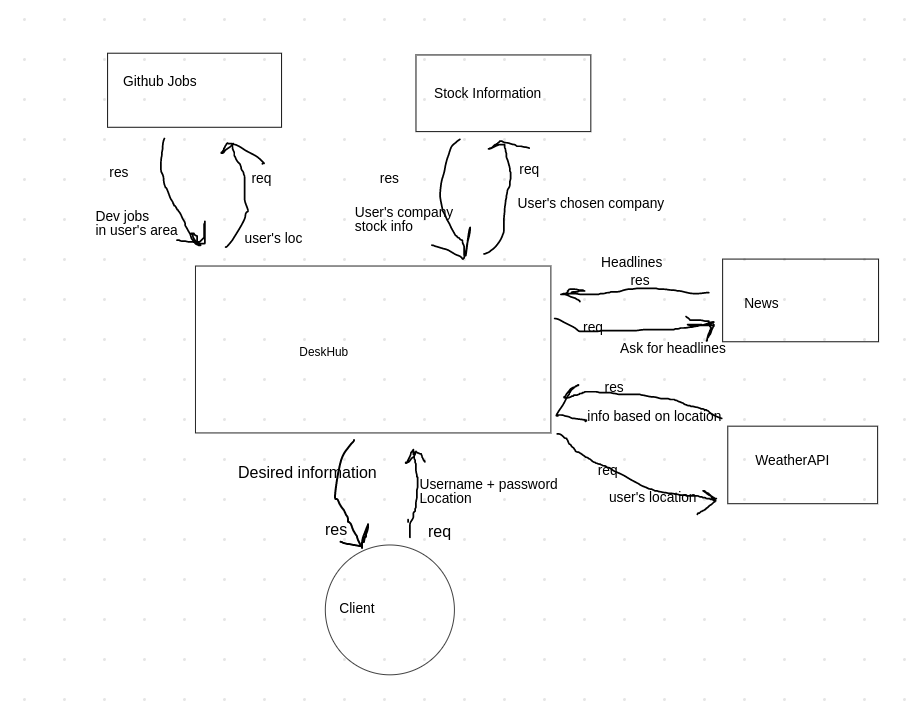 Github Jobs
Stock Information
res
req
Dev jobs
in user's area
user's loc
res
req
User's company
stock info
User's chosen company
Headlines
res
News
req
Ask for headlines
DeskHub
res
info based on location
WeatherAPI
req
user's location
Desired information
Username + password
Location
res
req
Client